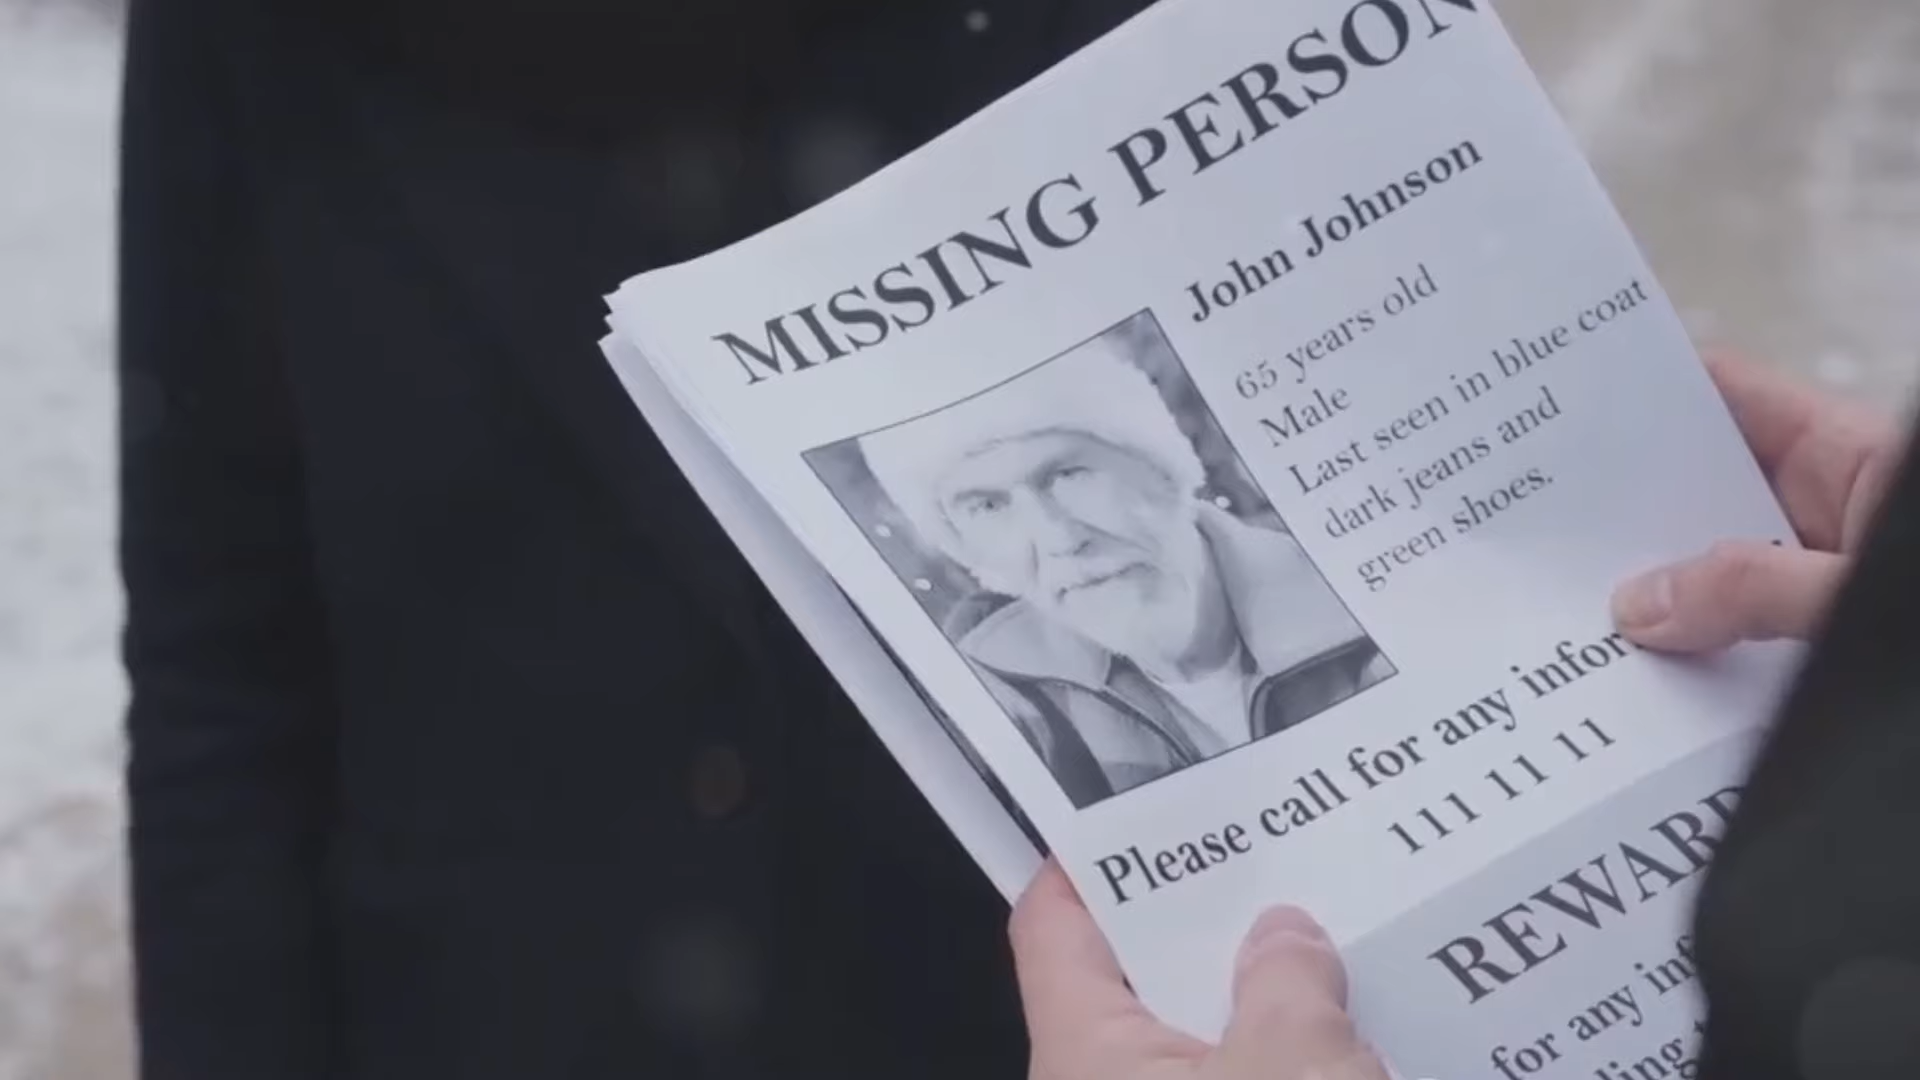 MISSING PERSON
John Johnson
65 years old
Male
Last seen in blue coat
dark jeans and
green shoes.
Please call for any infor
111 11 11 11
REWARD
for any inf